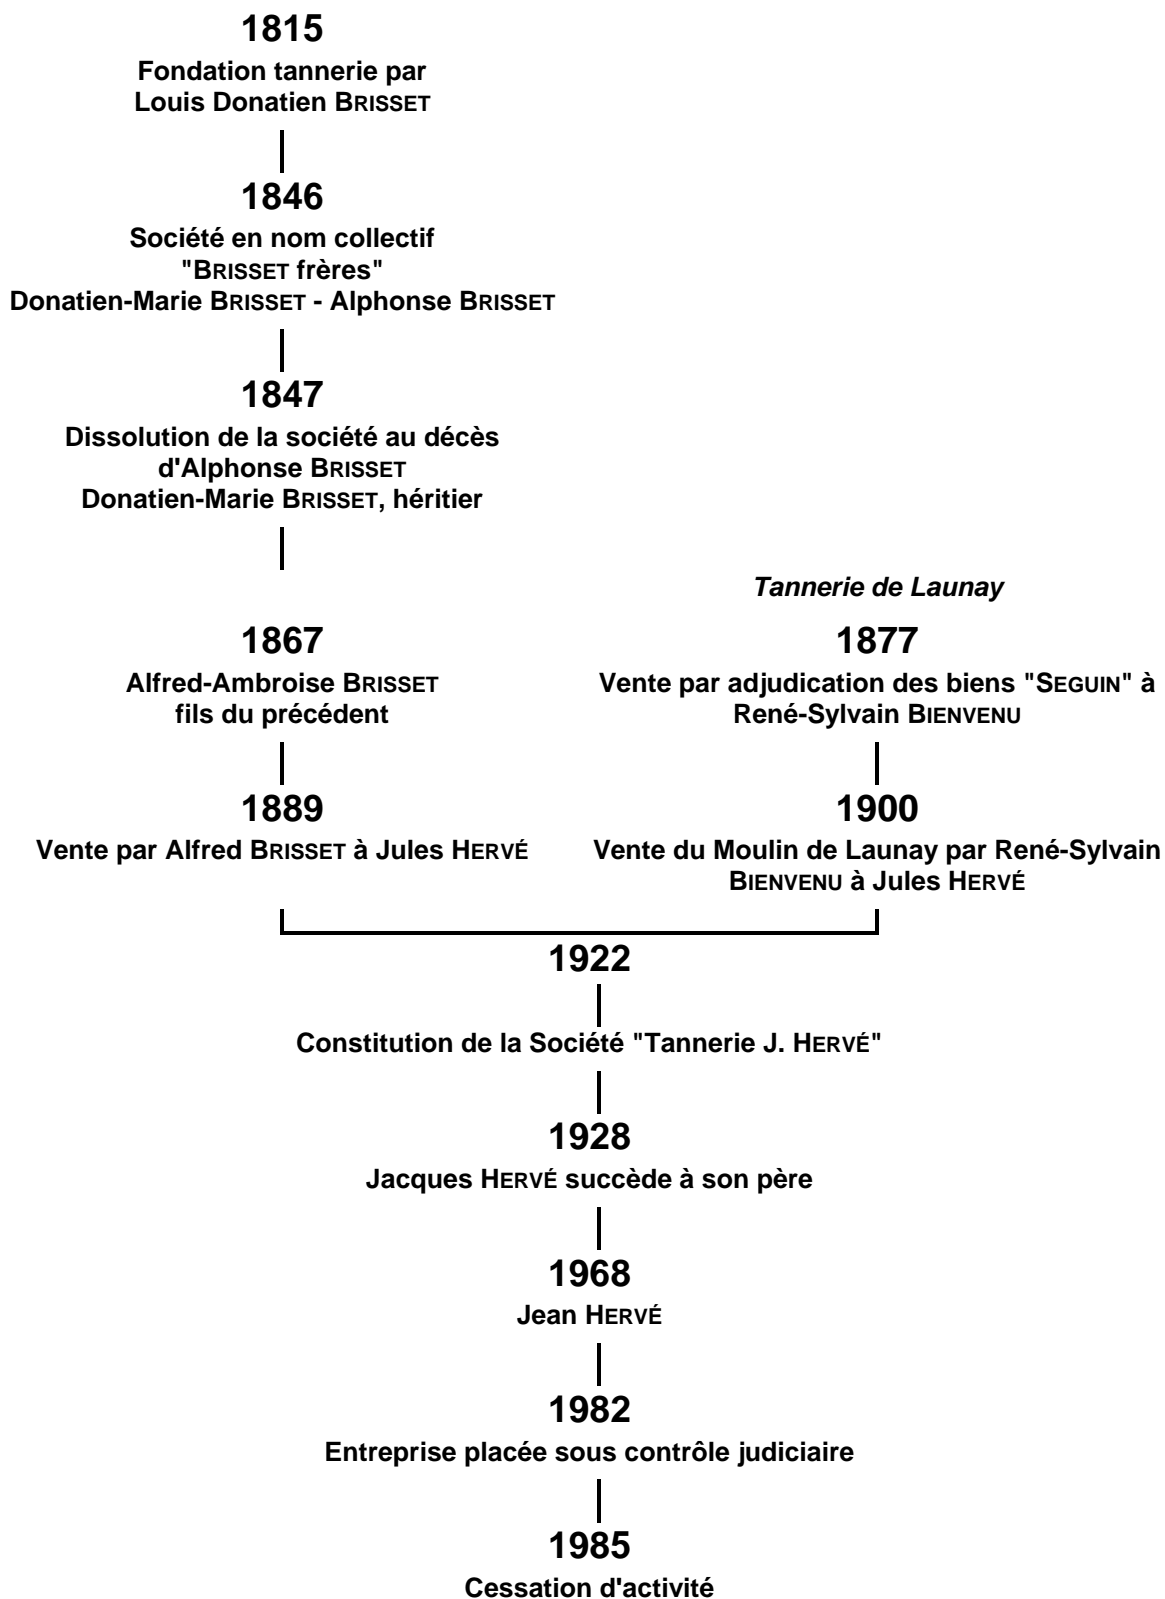 1815
Fondation tannerie par
Louis Donatien BRISSET
1846
Société en nom collectif
"BRISSET frères"
Donatien-Marie BRISSET - Alphonse BRISSET
1847
Dissolution de la société au décès
d'Alphonse BRISSET
Donatien-Marie BRISSET, héritier
1867
Alfred-Ambroise BRISSET
fils du précédent
1889
Vente par Alfred BRISSET à Jules HERVÉ
Tannerie de Launay
1877
Vente par adjudication des biens "SEGUIN" à
René-Sylvain BIENVENU
1900
Vente du Moulin de Launay par René-Sylvain
BIENVENU à Jules HERVÉ
1922
Constitution de la Société "Tannerie J. HERVÉ"
1928
Jacques HERVÉ succède à son père
1968
Jean HERVÉ
1982
Entreprise placée sous contrôle judiciaire
1985
Cessation d'activité